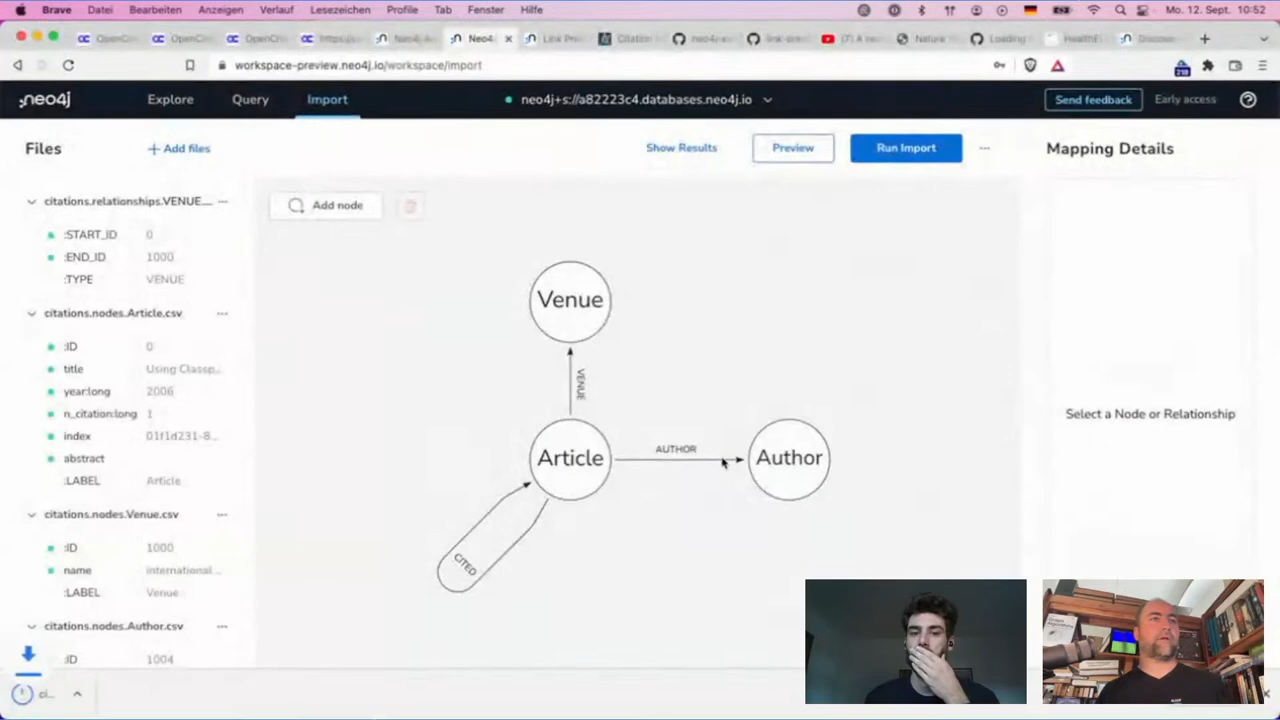 Brave Datei Bearbeiten Anzeigen Verlauf Lesezeichen Profile Tab Fenster Hilfe Mo. 12. Sept. 10:52
Neo4j
workspace-preview.neo4j.io/workspace/import
neo4j Explore Query Import neo4j+s://a82223c4.databases.neo4j.io Send feedback Early access
Files Add files Show Results Preview Run Import Mapping Details
citations.relationships.VENUE....
:START_ID 0
:END_ID 1000
:TYPE VENUE
citations.nodes.Article.csv
:ID 0
title Using Classp...
year:long 2006
n_citation:long 1
index 01f1d231-8...
abstract
:LABEL Article
citations.nodes.Venue.csv
:ID 1000
name international...
:LABEL Venue
citations.nodes.Author.csv
:ID 1004
Add node
Venue
VENUE
Article
AUTHOR
Author
CITED
Select a Node or Relationship
ci...